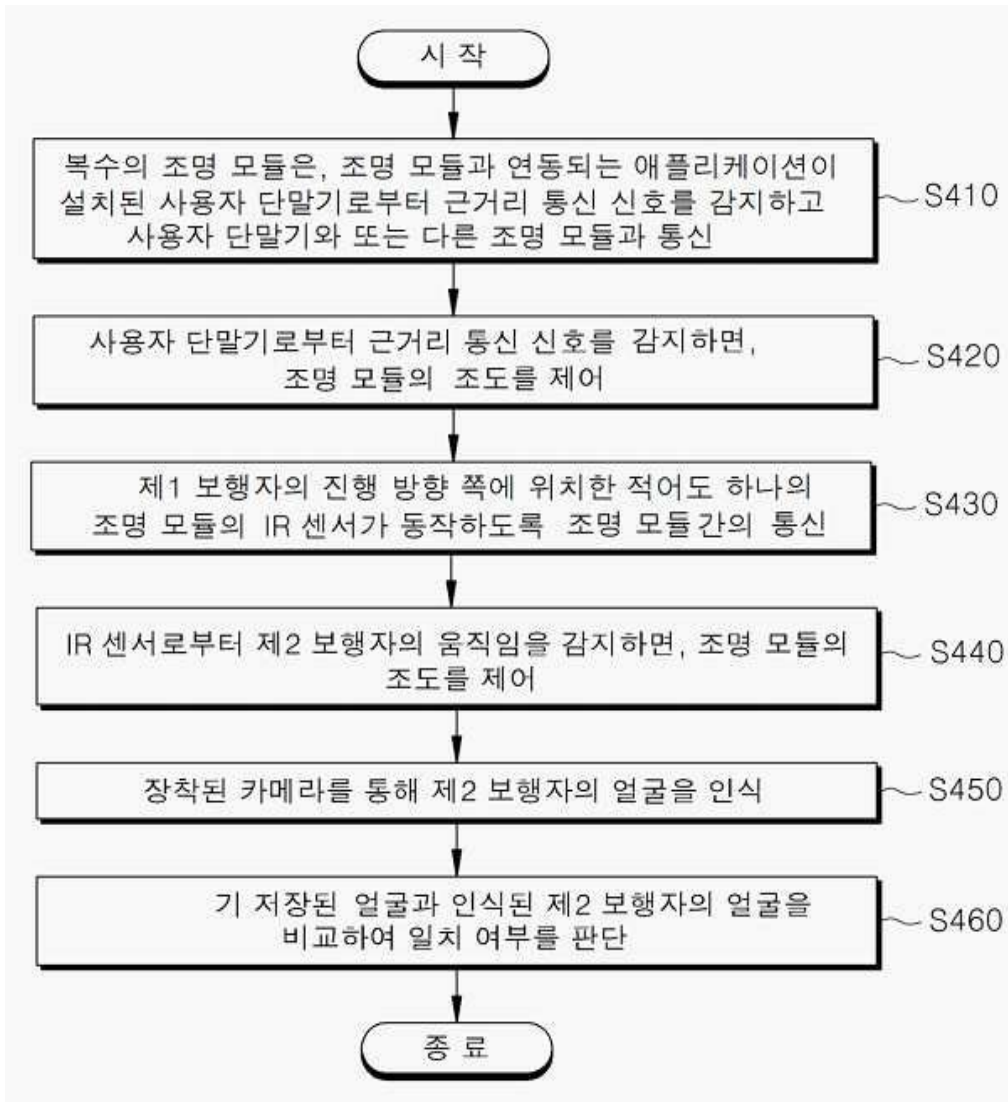 시 작
복수의 조명 모듈은, 조명 모듈과 연동되는 애플리케이션이
설치된 사용자 단말기로부터 근거리 통신 신호를 감지하고
사용자 단말기와 또는 다른 조명 모듈과 통신
S410
사용자 단말기로부터 근거리 통신 신호를 감지하면,
조명 모듈의 조도를 제어
S420
제1 보행자의 진행 방향 쪽에 위치한 적어도 하나의
조명 모듈의 IR 센서가 동작하도록 조명 모듈간의 통신
S430
IR 센서로부터 제2 보행자의 움직임을 감지하면, 조명 모듈의
조도를 제어
S440
장착된 카메라를 통해 제2 보행자의 얼굴을 인식
S450
기 저장된 얼굴과 인식된 제2 보행자의 얼굴을
비교하여 일치 여부를 판단
S460
종 료